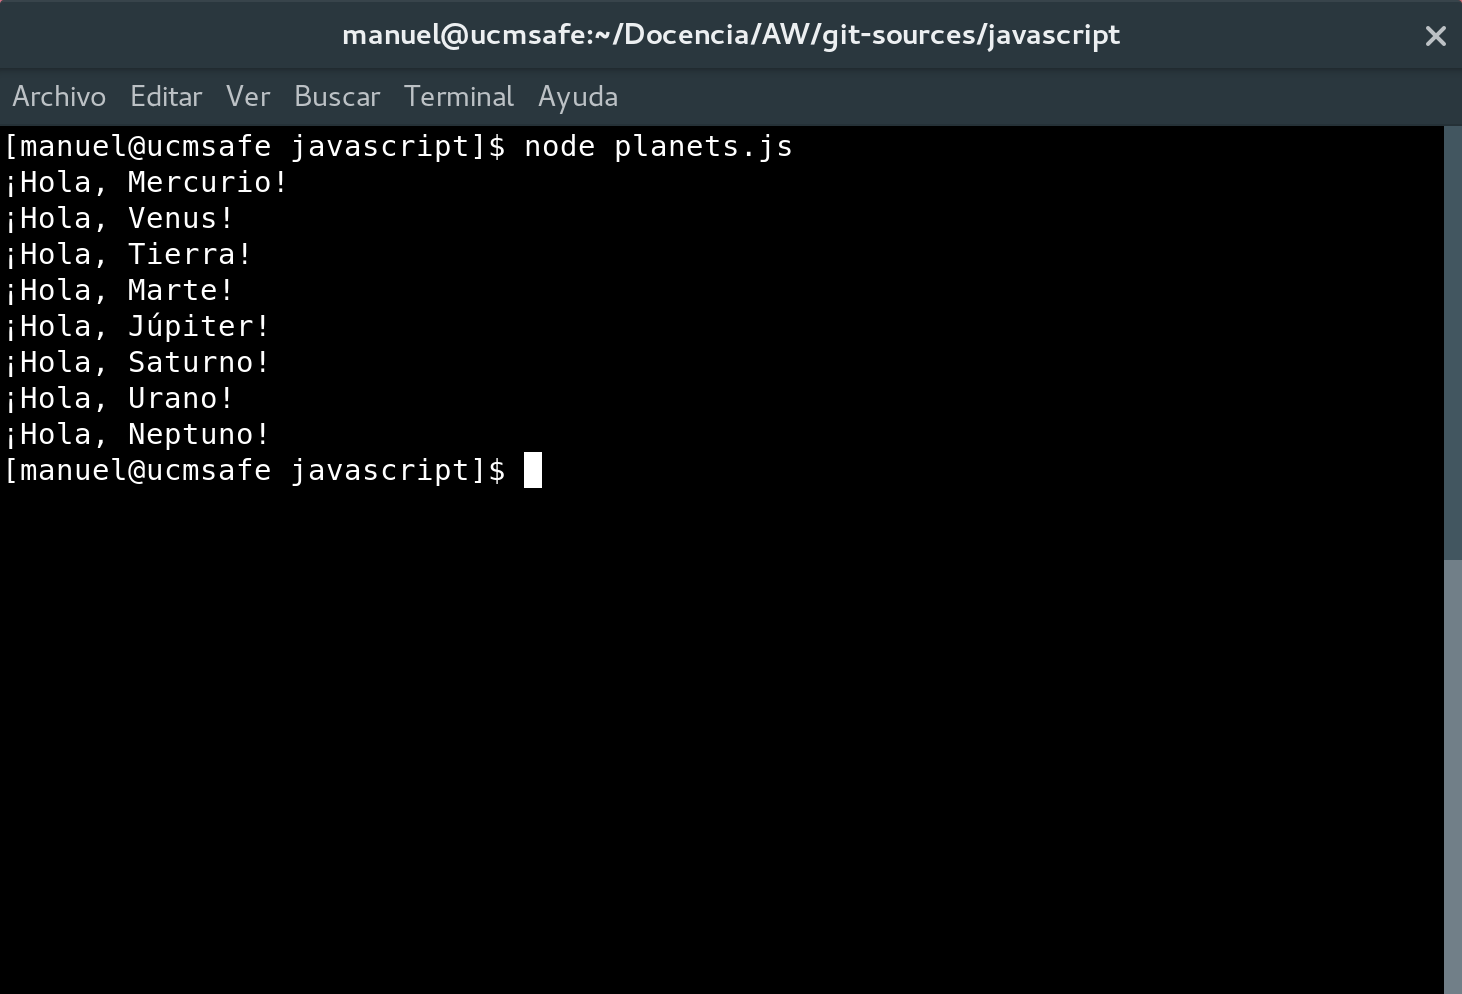 manuel@ucmsafe:~/Docencia/AW/git-sources/javascript
Archivo Editar Ver Buscar Terminal Ayuda
[manuel@ucmsafe javascript]$ node planets.js
¡Hola, Mercurio!
¡Hola, Venus!
¡Hola, Tierra!
¡Hola, Marte!
¡Hola, Júpiter!
¡Hola, Saturno!
¡Hola, Urano!
¡Hola, Neptuno!
[manuel@ucmsafe javascript]$